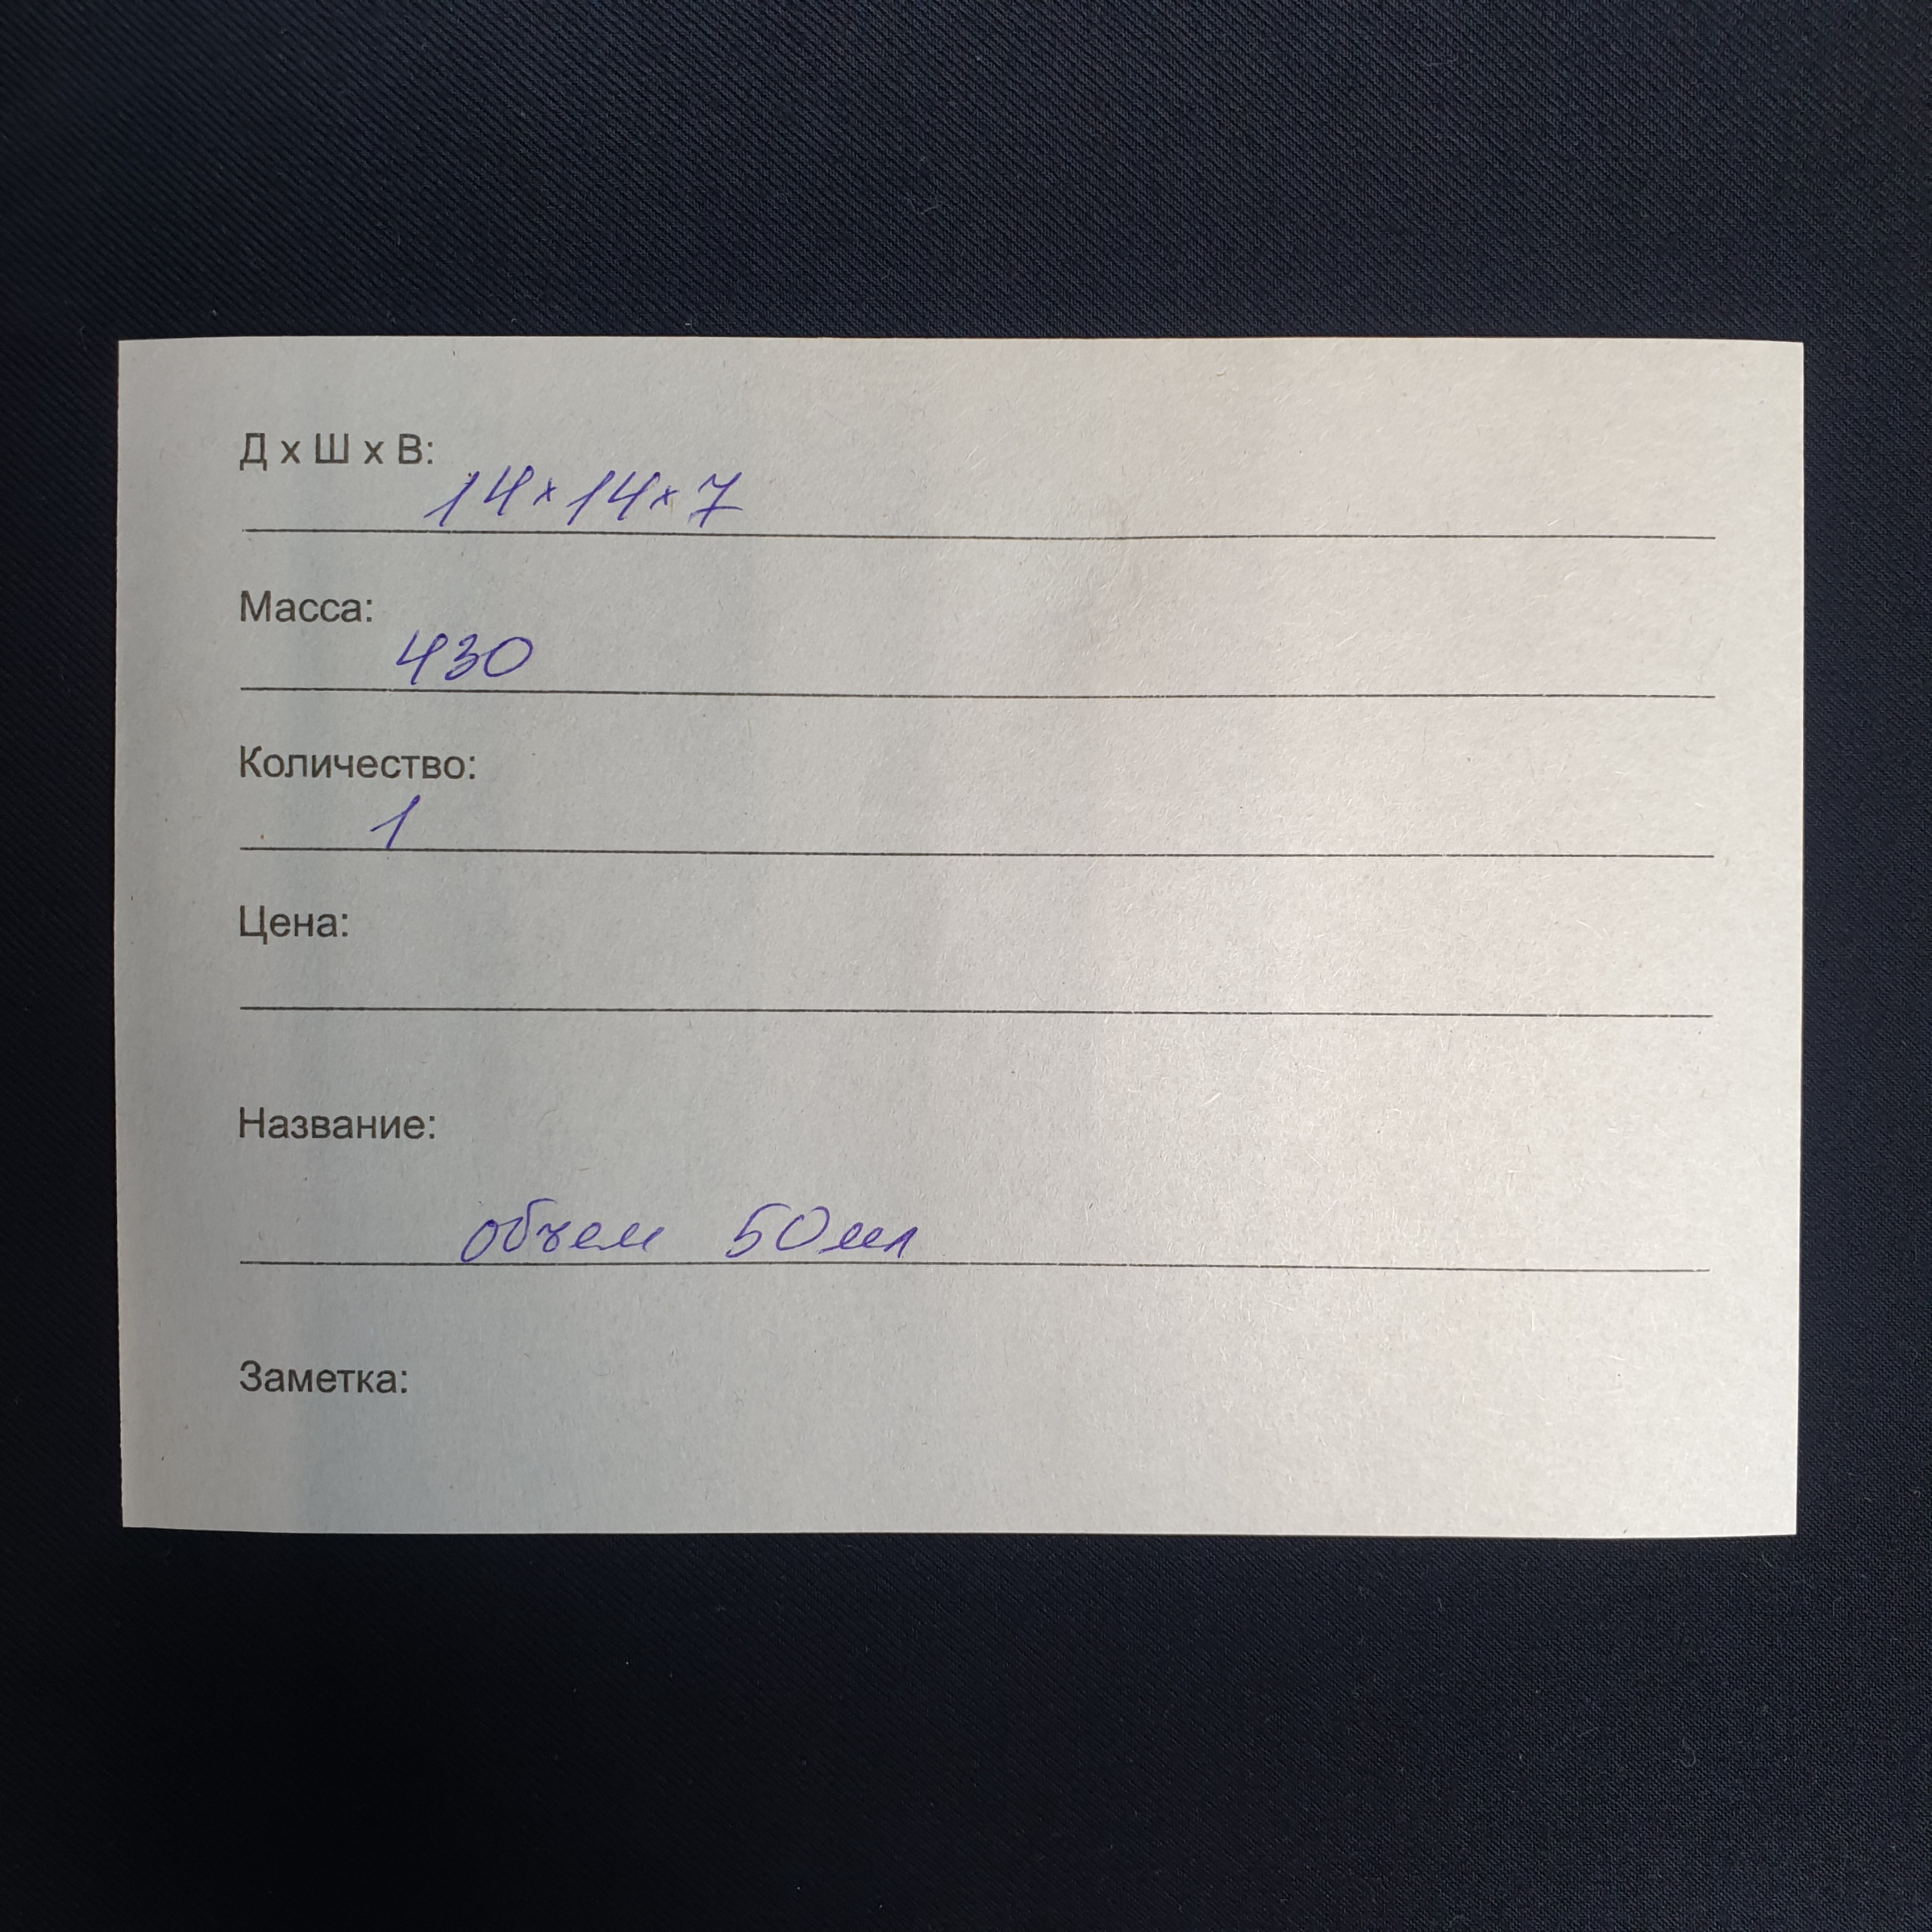 Д х Ш х В:
14×14×7
Масса:
430
Количество:
1
Цена:
Название:
объем 50мл
Заметка: